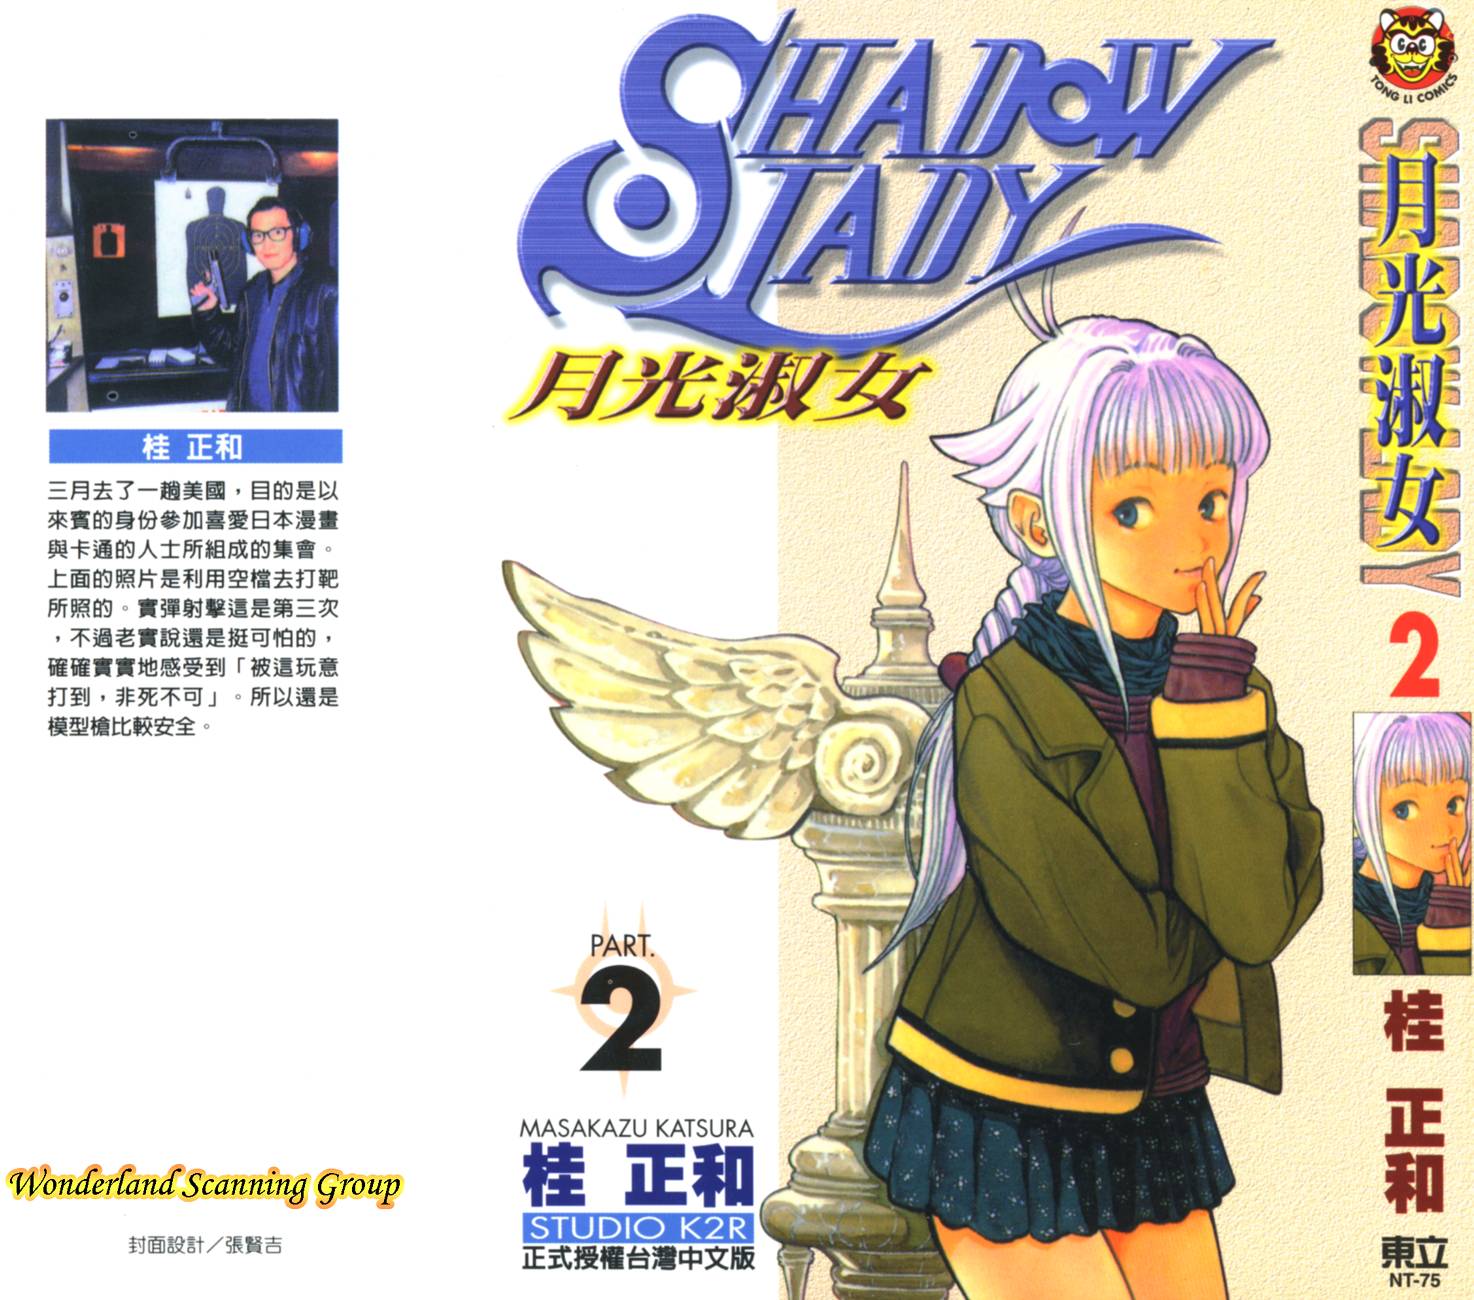 桂 正和
三月去了一趟美國，目的是以
來賓的身份參加喜愛日本漫畫
與卡通的人士所組成的集會。
上面的照片是利用空檔去打靶
所照的。實彈射擊這是第三次
，不過老實說還是挺可怕的，
確確實實地感受到「被這玩意
打到，非死不可」。所以還是
模型槍比較安全。
Wonderland Scanning Group
封面設計／張賢吉
SHADOW
LADY
月光淑女
PART.
2
MASAKAZU KATSURA
桂 正和
STUDIO K2R
正式授權台灣中文版
TONG LI COMICS
SHADOW LADY
月光淑女
2
桂 正和
東立
NT-75